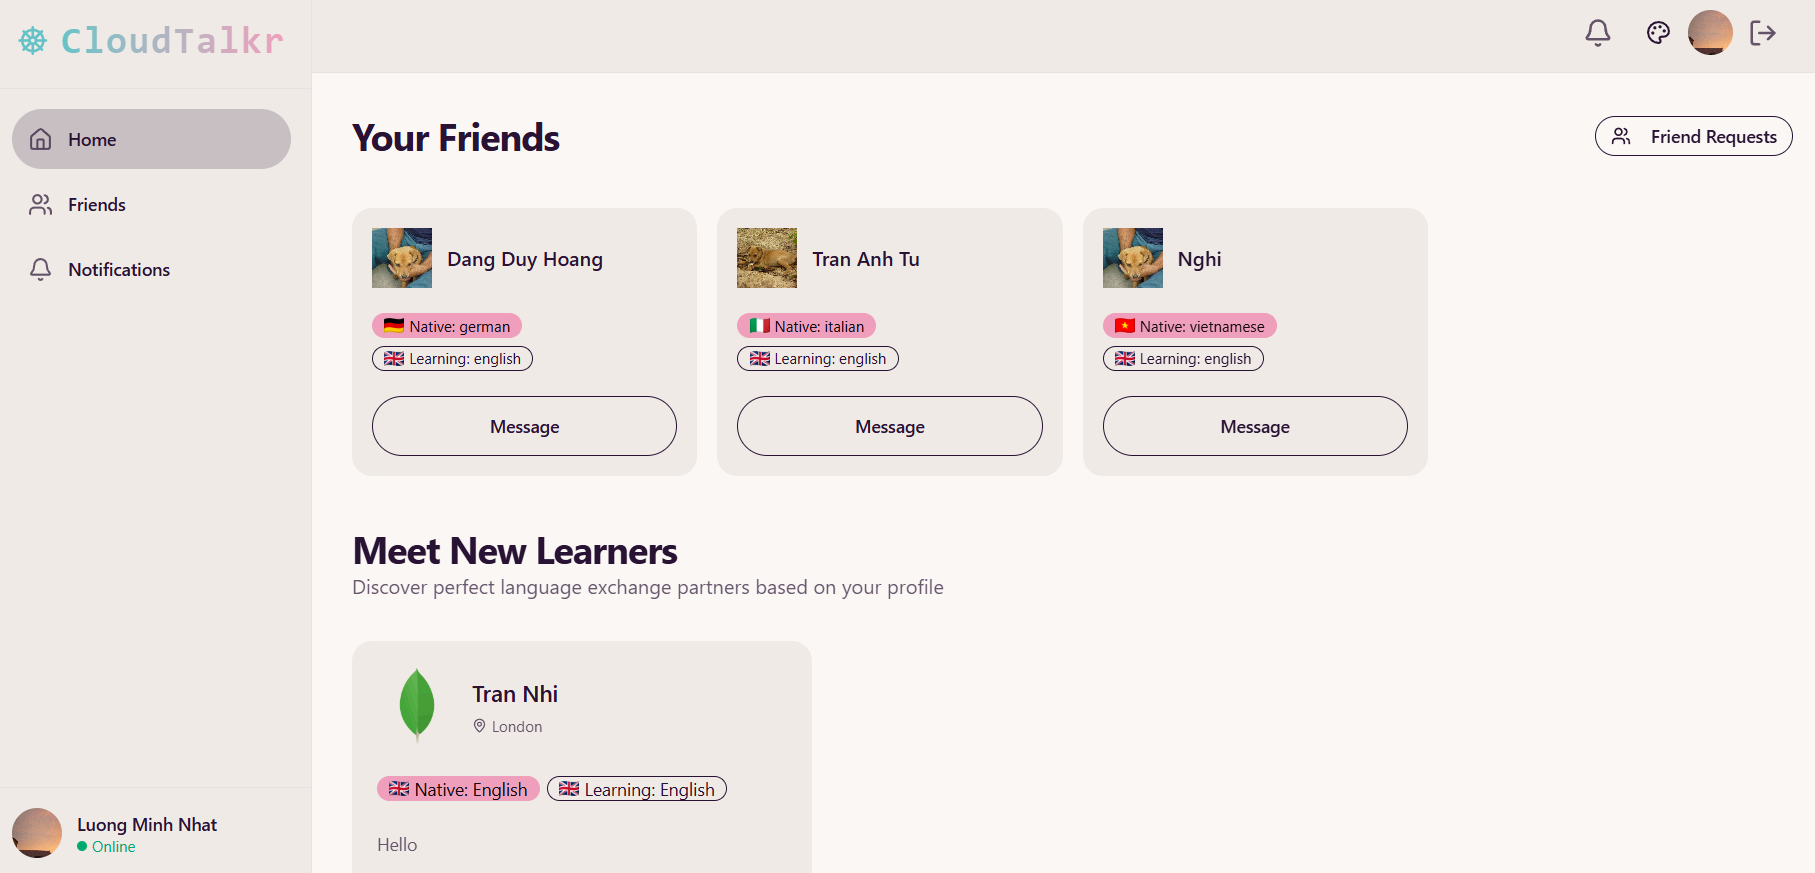 CloudTalkr
Home
Friends
Notifications
Luong Minh Nhat
Online
Your Friends
Friend Requests
Dang Duy Hoang
Native: german
Learning: english
Message
Tran Anh Tu
Native: italian
Learning: english
Message
Nghi
Native: vietnamese
Learning: english
Message
Meet New Learners
Discover perfect language exchange partners based on your profile
Tran Nhi
London
Native: English
Learning: English
Hello